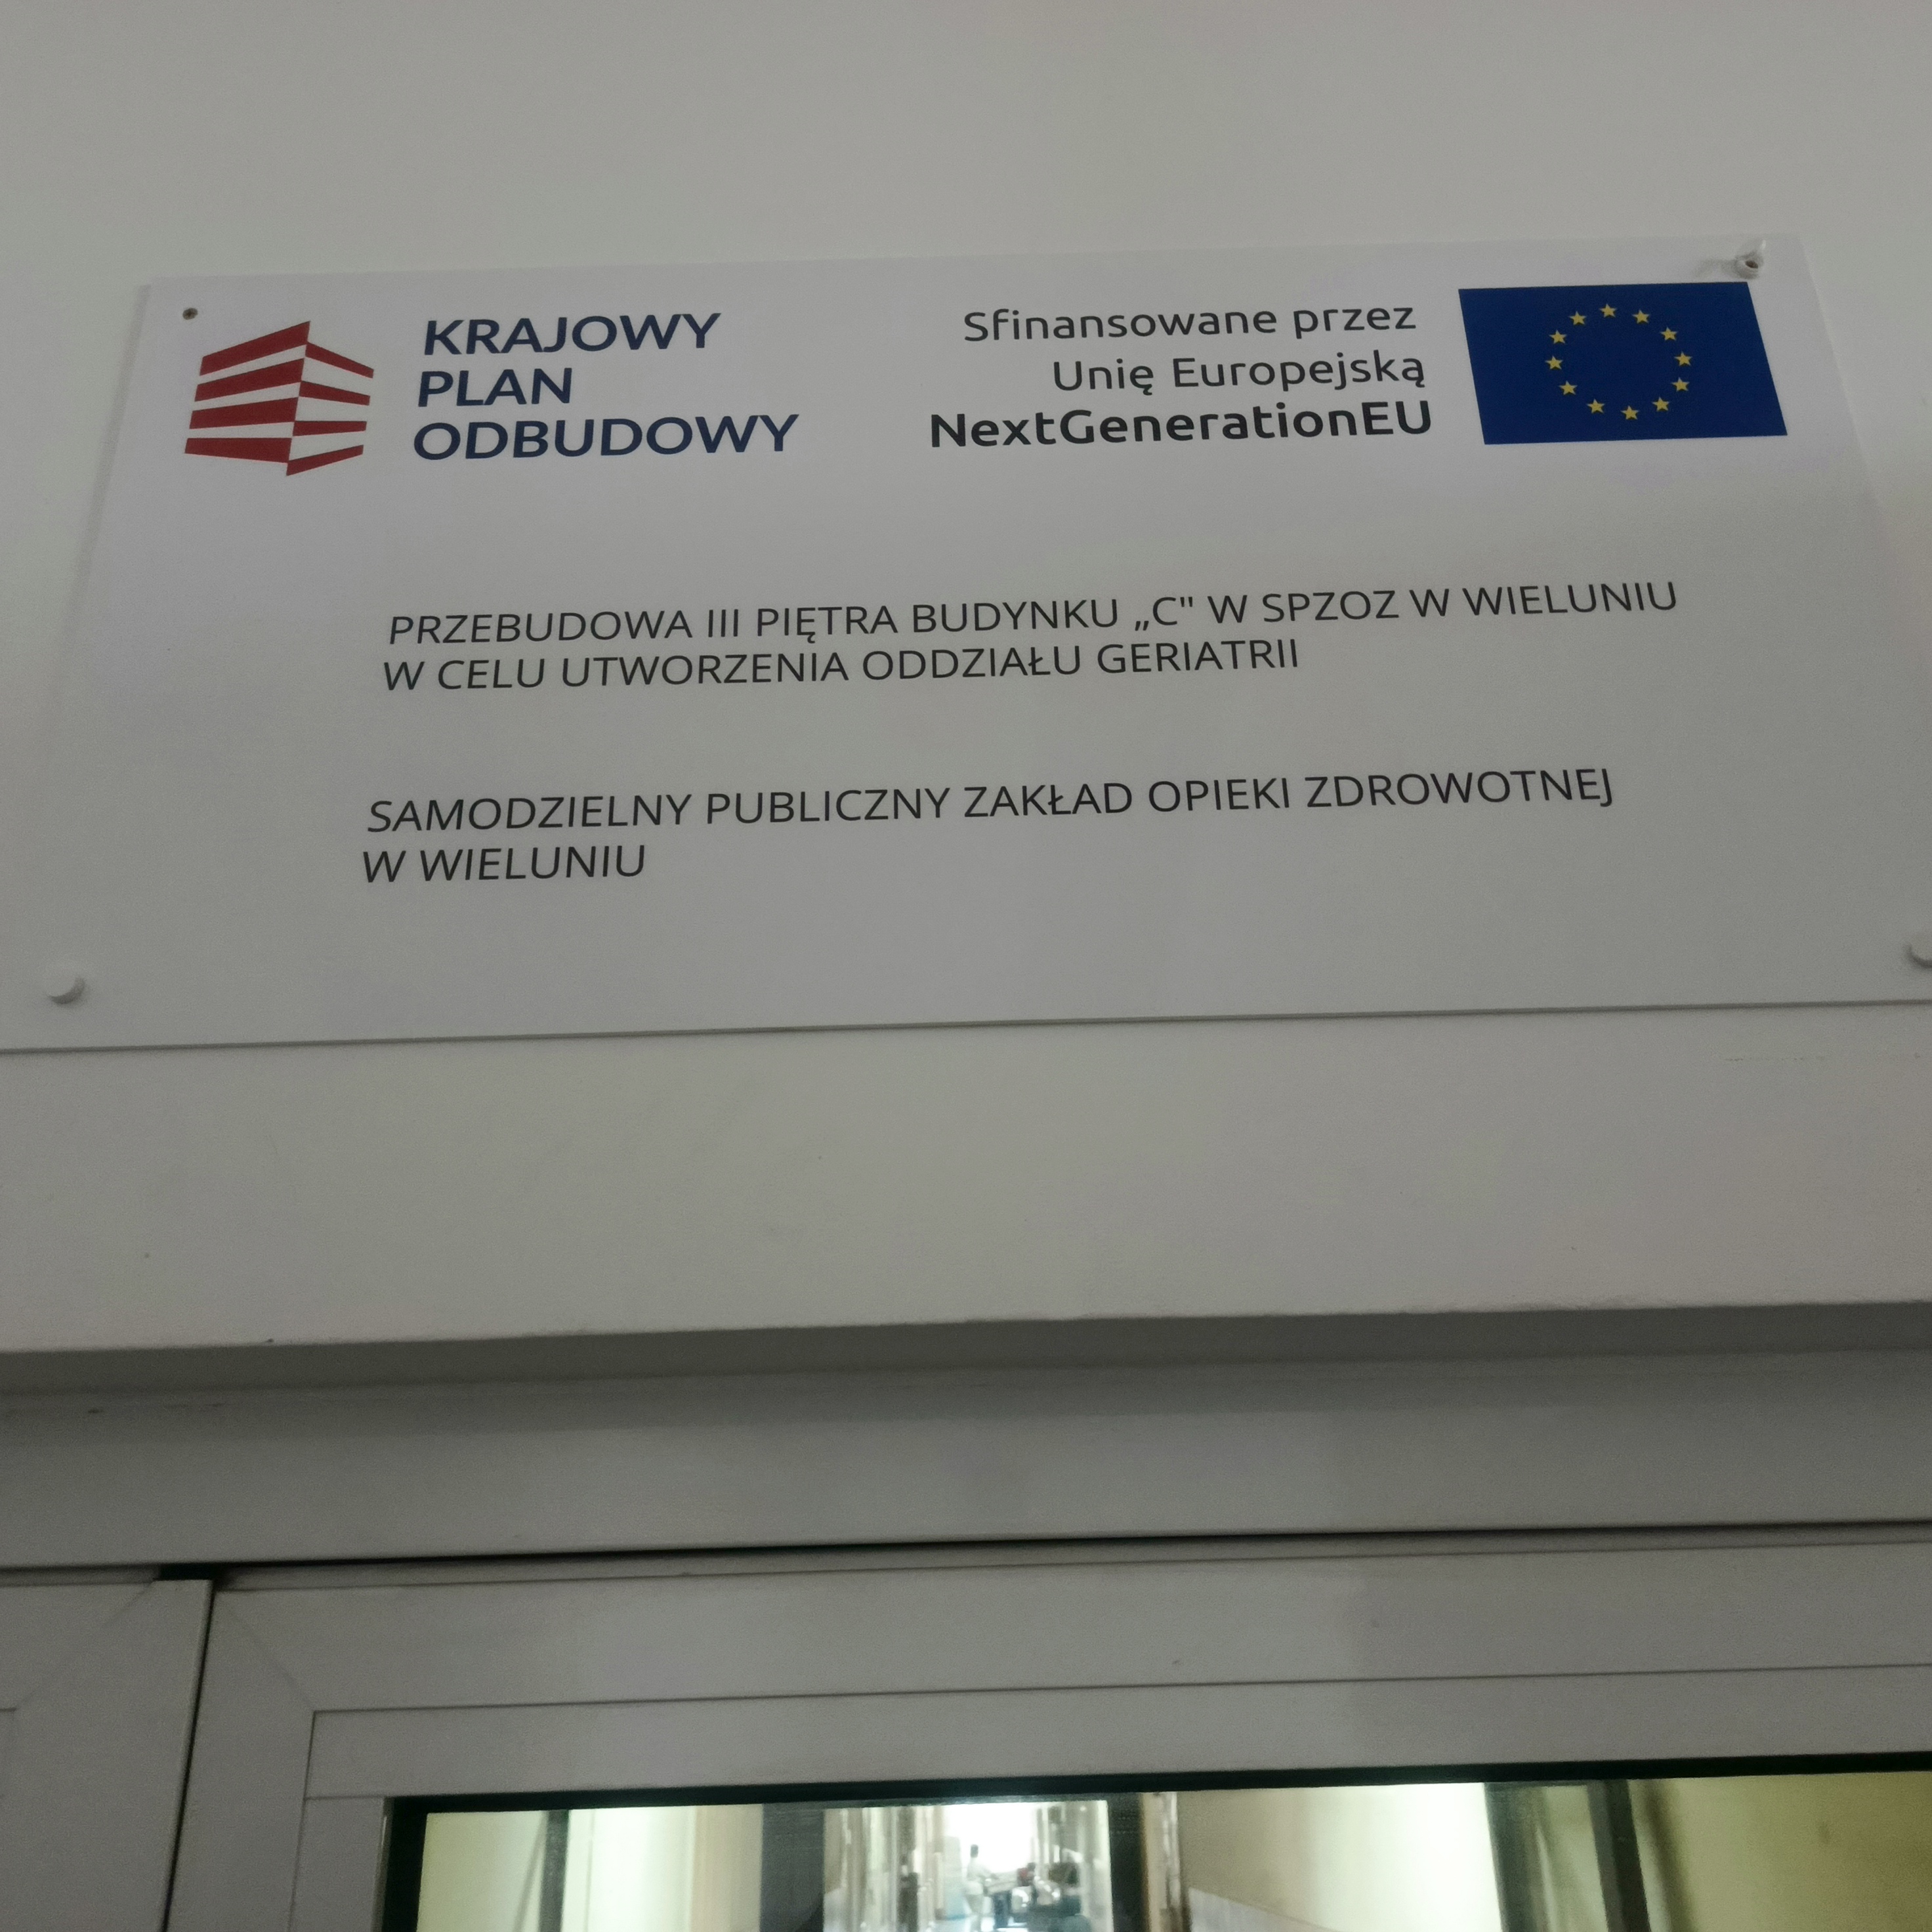 KRAJOWY
PLAN
ODBUDOWY
Sfinansowane przez
Unię Europejską
NextGenerationEU
PRZEBUDOWA III PIĘTRA BUDYNKU „C" W SPZOZ W WIELUNIU
W CELU UTWORZENIA ODDZIAŁU GERIATRII
SAMODZIELNY PUBLICZNY ZAKŁAD OPIEKI ZDROWOTNEJ
W WIELUNIU